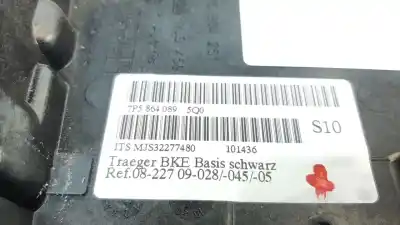 7P5 864 089   5Q0
S10
ITS MJS32277480   101436
Traeger BKE Basis schwarz
Ref.08-227 09-028/-045/-05